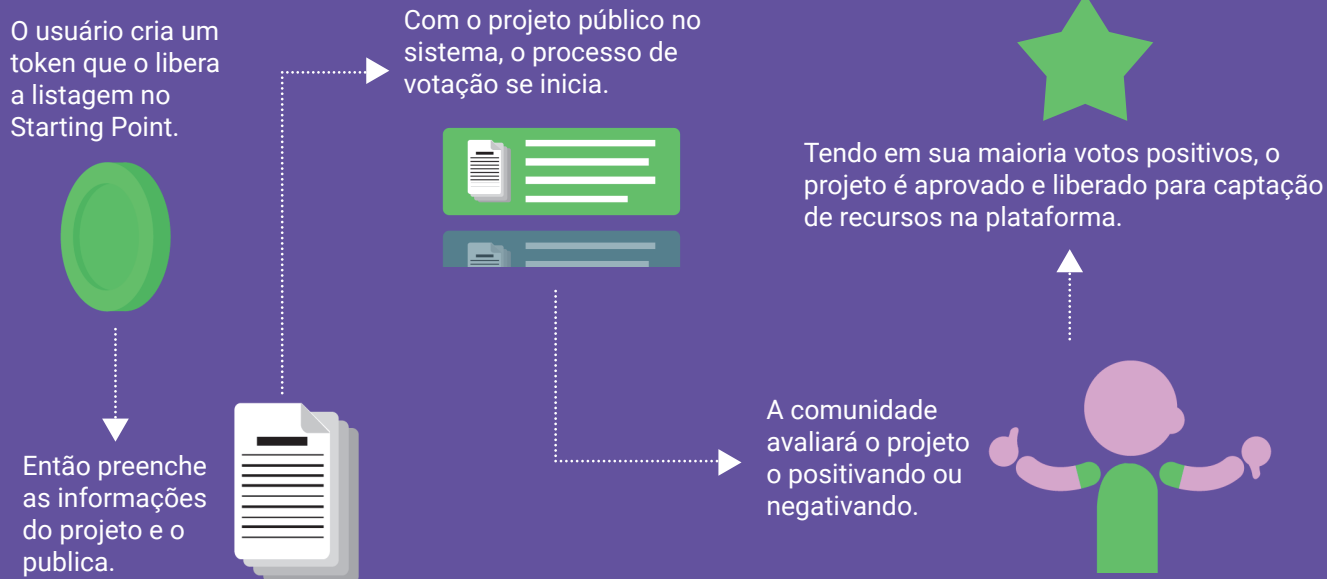 O usuário cria um
token que o libera
a listagem no
Starting Point.
Então preenche
as informações
do projeto e o
publica.
Com o projeto público no
sistema, o processo de
votação se inicia.
A comunidade
avaliará o projeto
o positivando ou
negativando.
Tendo em sua maioria votos positivos, o
projeto é aprovado e liberado para captação
de recursos na plataforma.